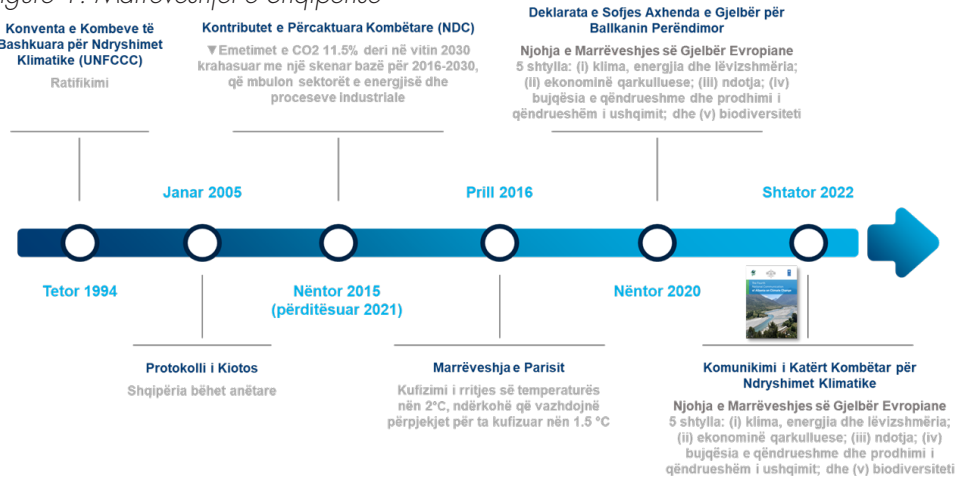 Konventa e Kombeve të
Bashkuara për Ndryshimet
Klimatike (UNFCCC)
Ratifikimi
Kontributet e Përcaktuara Kombëtare (NDC)
▼Emetimet e CO2 11.5% deri në vitin 2030
krahasuar me një skenar bazë për 2016-2030,
që mbulon sektorët e energjisë dhe
proceseve industriale
Deklarata e Sofjes Axhenda e Gjelbër për
Ballkanin Perëndimor
Njohja e Marrëveshjes së Gjelbër Evropiane
5 shtylla: (i) klima, energjia dhe lëvizshmëria;
(ii) ekonominë qarkulluese; (iii) ndotja; (iv)
bujqësia e qëndrueshme dhe prodhimi i
qëndrueshëm i ushqimit; dhe (v) biodiversiteti
Janar 2005
Prill 2016
Shtator 2022
Tetor 1994
Nëntor 2015
(përditësuar 2021)
Nëntor 2020
Protokolli i Kiotos
Shqipëria bëhet anëtare
Marrëveshja e Parisit
Kufizimi i rritjes së temperaturës
nën 2°C, ndërkohë që vazhdojnë
përpjekjet për ta kufizuar nën 1.5 °C
Komunikimi i Katërt Kombëtar për
Ndryshimet Klimatike
Njohja e Marrëveshjes së Gjelbër Evropiane
5 shtylla: (i) klima, energjia dhe lëvizshmëria;
(ii) ekonominë qarkulluese; (iii) ndotja; (iv)
bujqësia e qëndrueshme dhe prodhimi i
qëndrueshëm i ushqimit; dhe (v) biodiversiteti